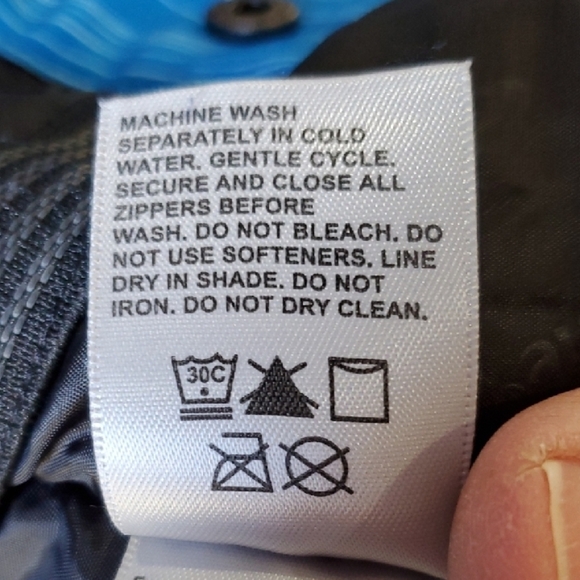 MACHINE WASH
SEPARATELY IN COLD
WATER. GENTLE CYCLE.
SECURE AND CLOSE ALL
ZIPPERS BEFORE
WASH. DO NOT BLEACH. DO
NOT USE SOFTENERS. LINE
DRY IN SHADE. DO NOT
IRON. DO NOT DRY CLEAN.
30C